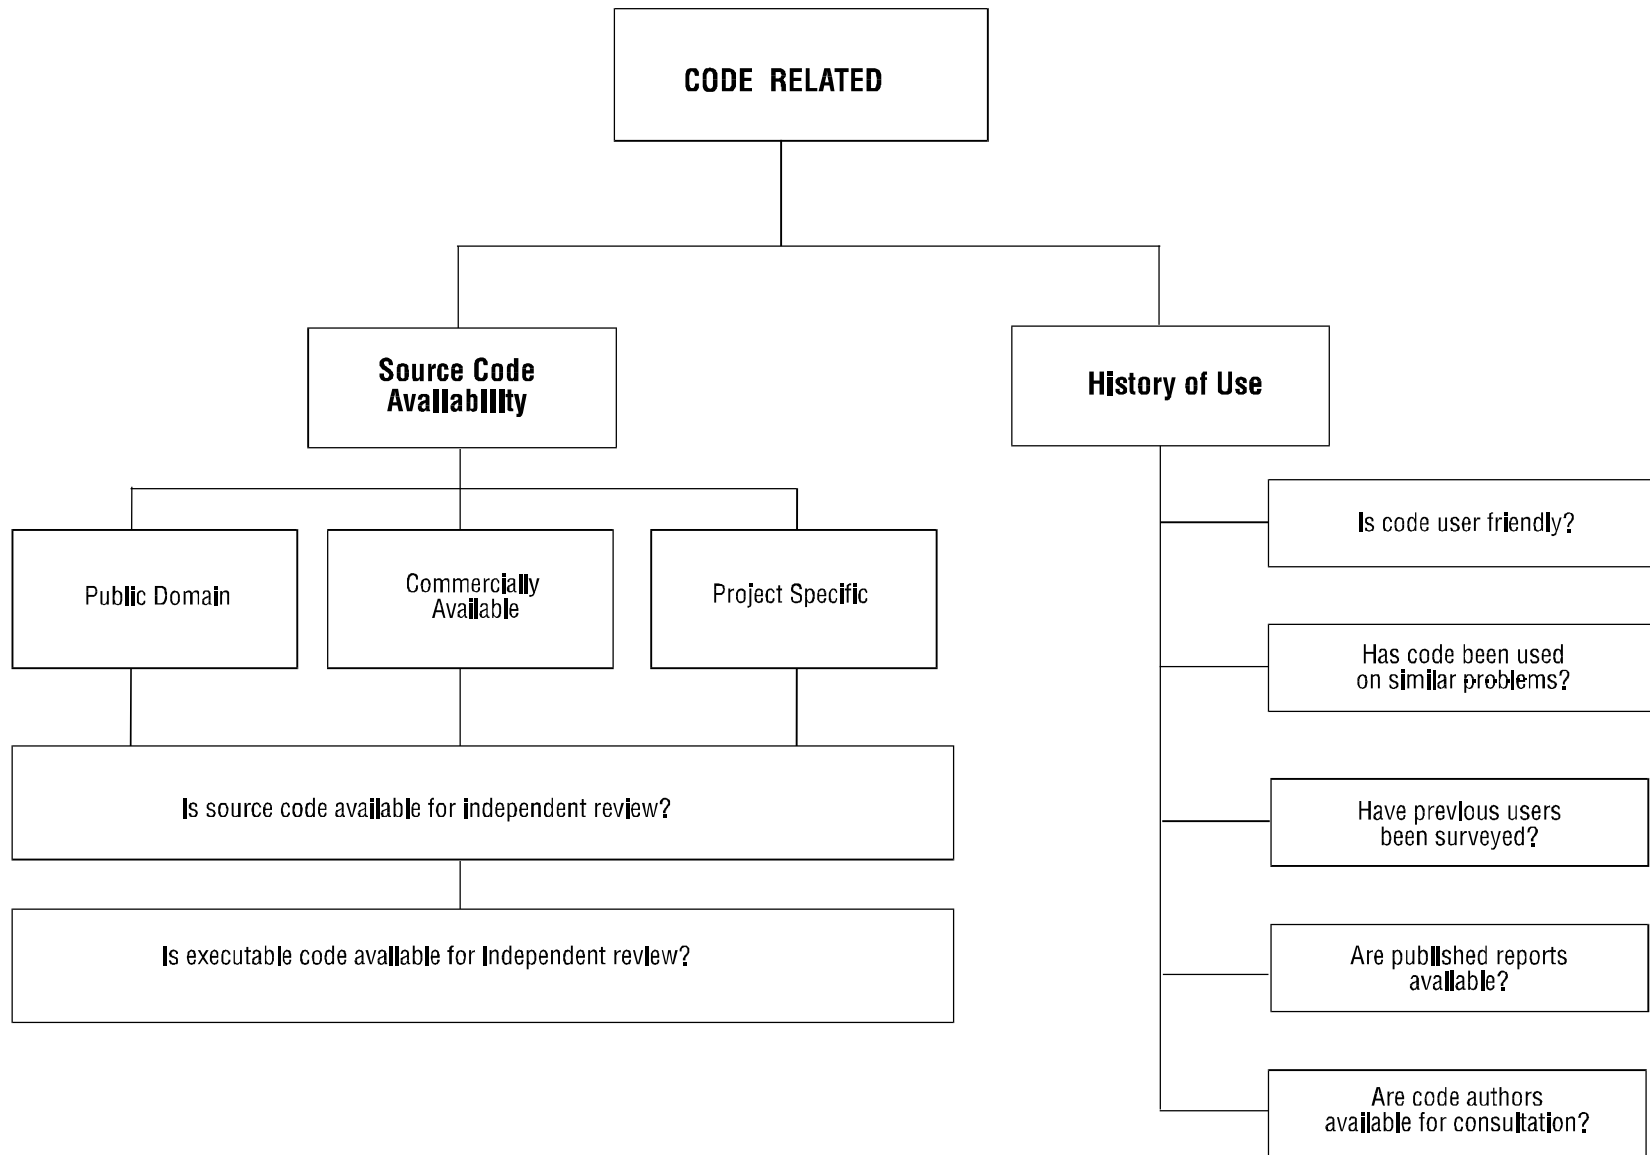 CODE RELATED
Source Code
Availability
History of Use
Public Domain
Commercially
Available
Project Specific
Is source code available for independent review?
Is executable code available for Independent review?
Is code user friendly?
Has code been used
on similar problems?
Have previous users
been surveyed?
Are published reports
available?
Are code authors
available for consultation?